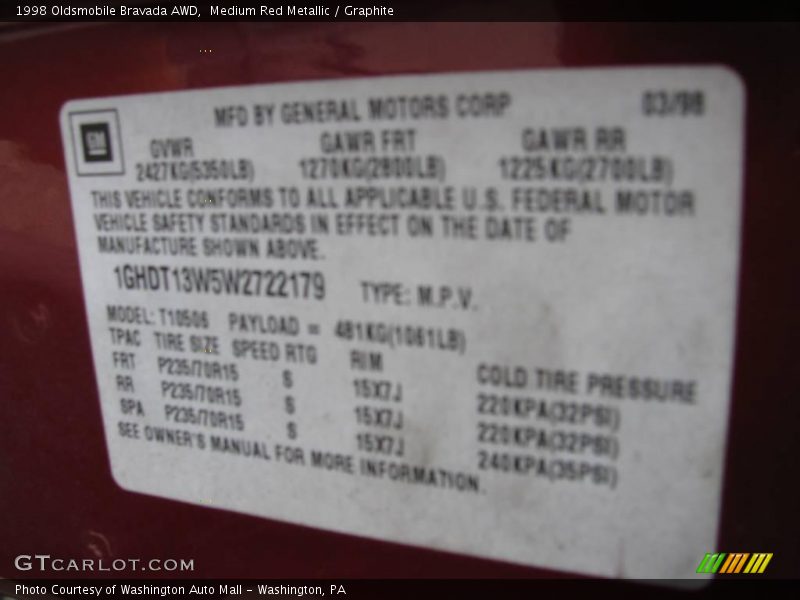 1998 Oldsmobile Bravada AWD,  Medium Red Metallic / Graphite
MFD BY GENERAL MOTORS CORP 03/98
GM
GVWR GAWR FRT GAWR RR
2427KG(5350LB) 1270KG(2800LB) 1225KG(2700LB)
THIS VEHICLE CONFORMS TO ALL APPLICABLE U.S. FEDERAL MOTOR
VEHICLE SAFETY STANDARDS IN EFFECT ON THE DATE OF
MANUFACTURE SHOWN ABOVE.
1GHDT13W5W2722179 TYPE: M.P.V.
MODEL: T10506 PAYLOAD = 481KG(1061LB)
TPAC TIRE SIZE SPEED RTG RIM COLD TIRE PRESSURE
FRT P235/70R15 S 15X7J 220KPA(32PSI)
RR P235/70R15 S 15X7J 220KPA(32PSI)
SPA P235/70R15 S 15X7J 240KPA(35PSI)
SEE OWNER'S MANUAL FOR MORE INFORMATION.
GTCARLOT.COM
Photo Courtesy of Washington Auto Mall - Washington, PA